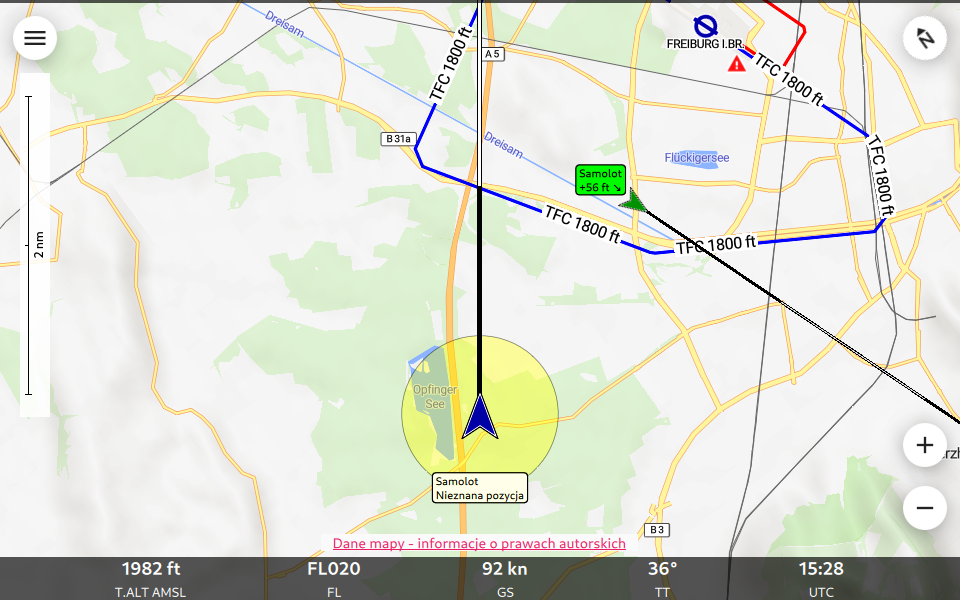 Dreisam
TFC 1800 ft
A 5
FREIBURG I.BR.
TFC 1800 ft
B 31a
Dreisam
Flückigersee
TFC 1800 ft
Samolot
+56 ft ↘
TFC 1800 ft
TFC 1800 ft
2 nm
Opfinger
See
Samolot
Nieznana pozycja
B 3
Dane mapy - informacje o prawach autorskich
1982 ft
FL020
92 kn
36°
15:28
T.ALT AMSL
FL
GS
TT
UTC